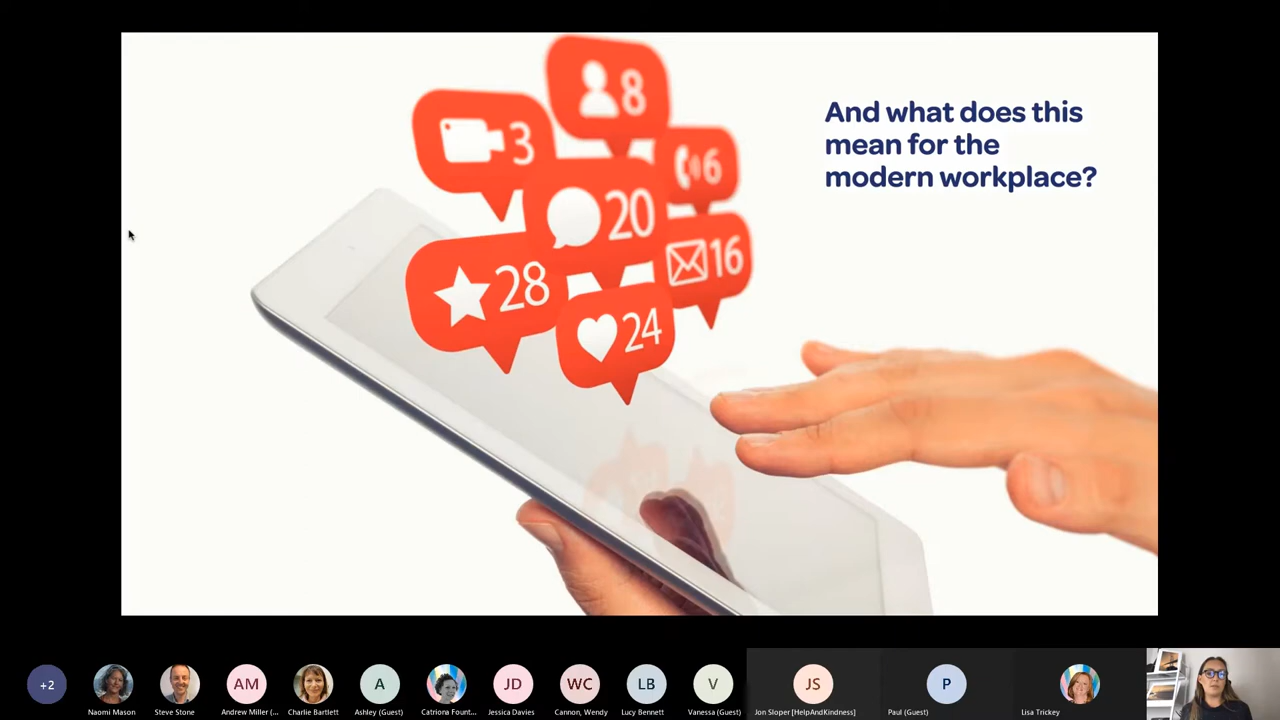 8
3
6
20
16
28
24
And what does this
mean for the
modern workplace?
+2
AM
A
JD
WC
LB
V
JS
P
Naomi Mason
Steve Stone
Andrew Miller (...
Charlie Bartlett
Ashley (Guest)
Catriona Fount...
Jessica Davies
Cannon, Wendy
Lucy Bennett
Vanessa (Guest)
Jon Sloper [HelpAndKindness]
Paul (Guest)
Lisa Trickey